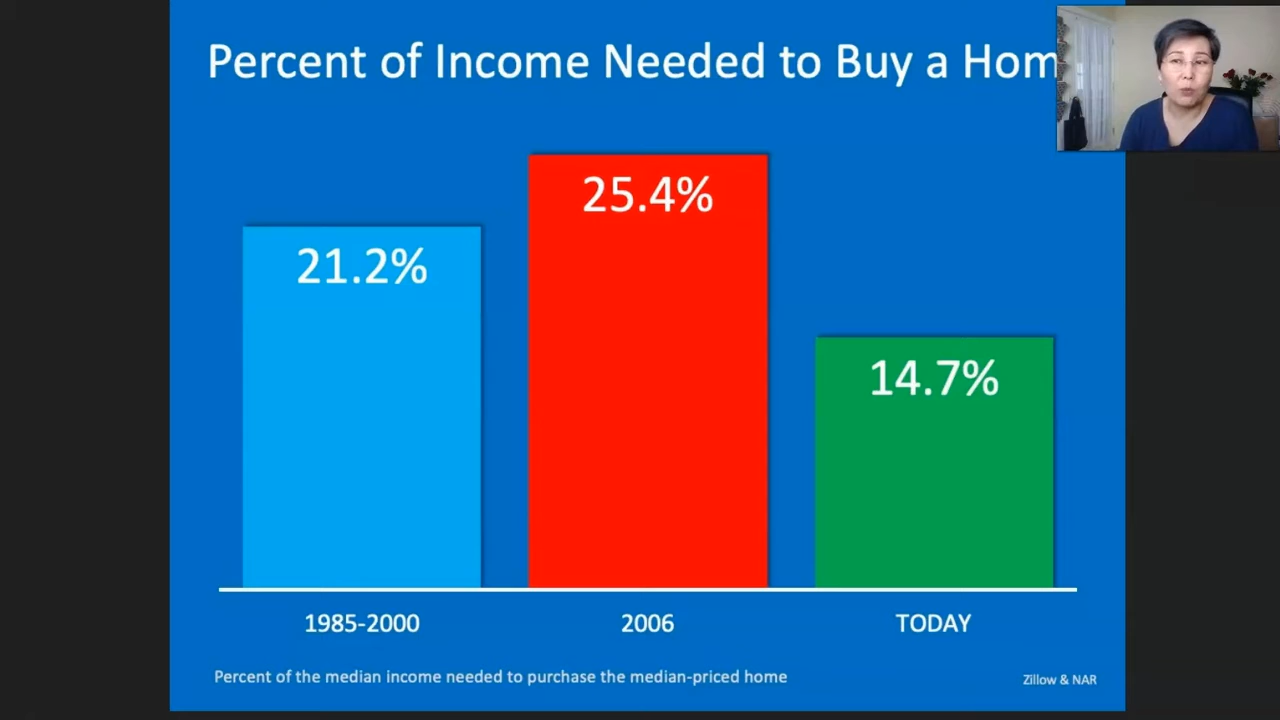 Percent of Income Needed to Buy a Hom
25.4%
21.2%
14.7%
1985-2000
2006
TODAY
Percent of the median income needed to purchase the median-priced home
Zillow & NAR